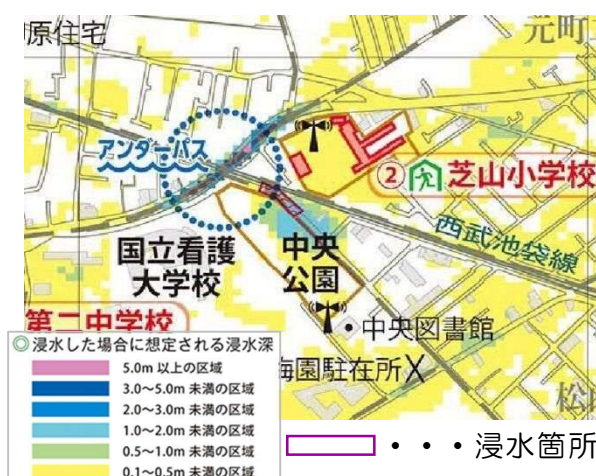 原住宅
元町
アンダーパス
② 芝山小学校
西武池袋線
国立看護
大学校
中央
公園
第二中学校
・中央図書館
梅園駐在所X
松
◎浸水した場合に想定される浸水深
5.0m 以上の区域
3.0~5.0m 未満の区域
2.0~3.0m 未満の区域
1.0~2.0m 未満の区域
0.5~1.0m 未満の区域
0.1~0.5m 未満の区域
・・・浸水箇所